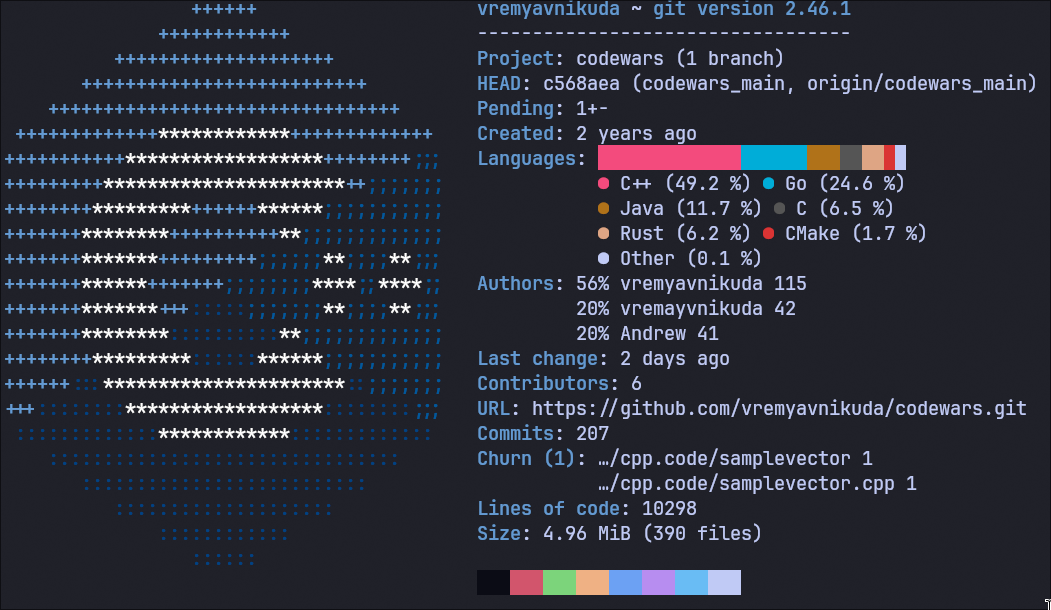 vremyavnikuda ~ git version 2.46.1
----------------------------------
Project: codewars (1 branch)
HEAD: c568aea (codewars_main, origin/codewars_main)
Pending: 1+-
Created: 2 years ago
Languages:
● C++ (49.2 %) ● Go (24.6 %)
● Java (11.7 %) ● C (6.5 %)
● Rust (6.2 %) ● CMake (1.7 %)
● Other (0.1 %)
Authors: 56% vremyavnikuda 115
20% vremayvnikuda 42
20% Andrew 41
Last change: 2 days ago
Contributors: 6
URL: https://github.com/vremyavnikuda/codewars.git
Commits: 207
Churn (1): …/cpp.code/samplevector 1
…/cpp.code/samplevector.cpp 1
Lines of code: 10298
Size: 4.96 MiB (390 files)